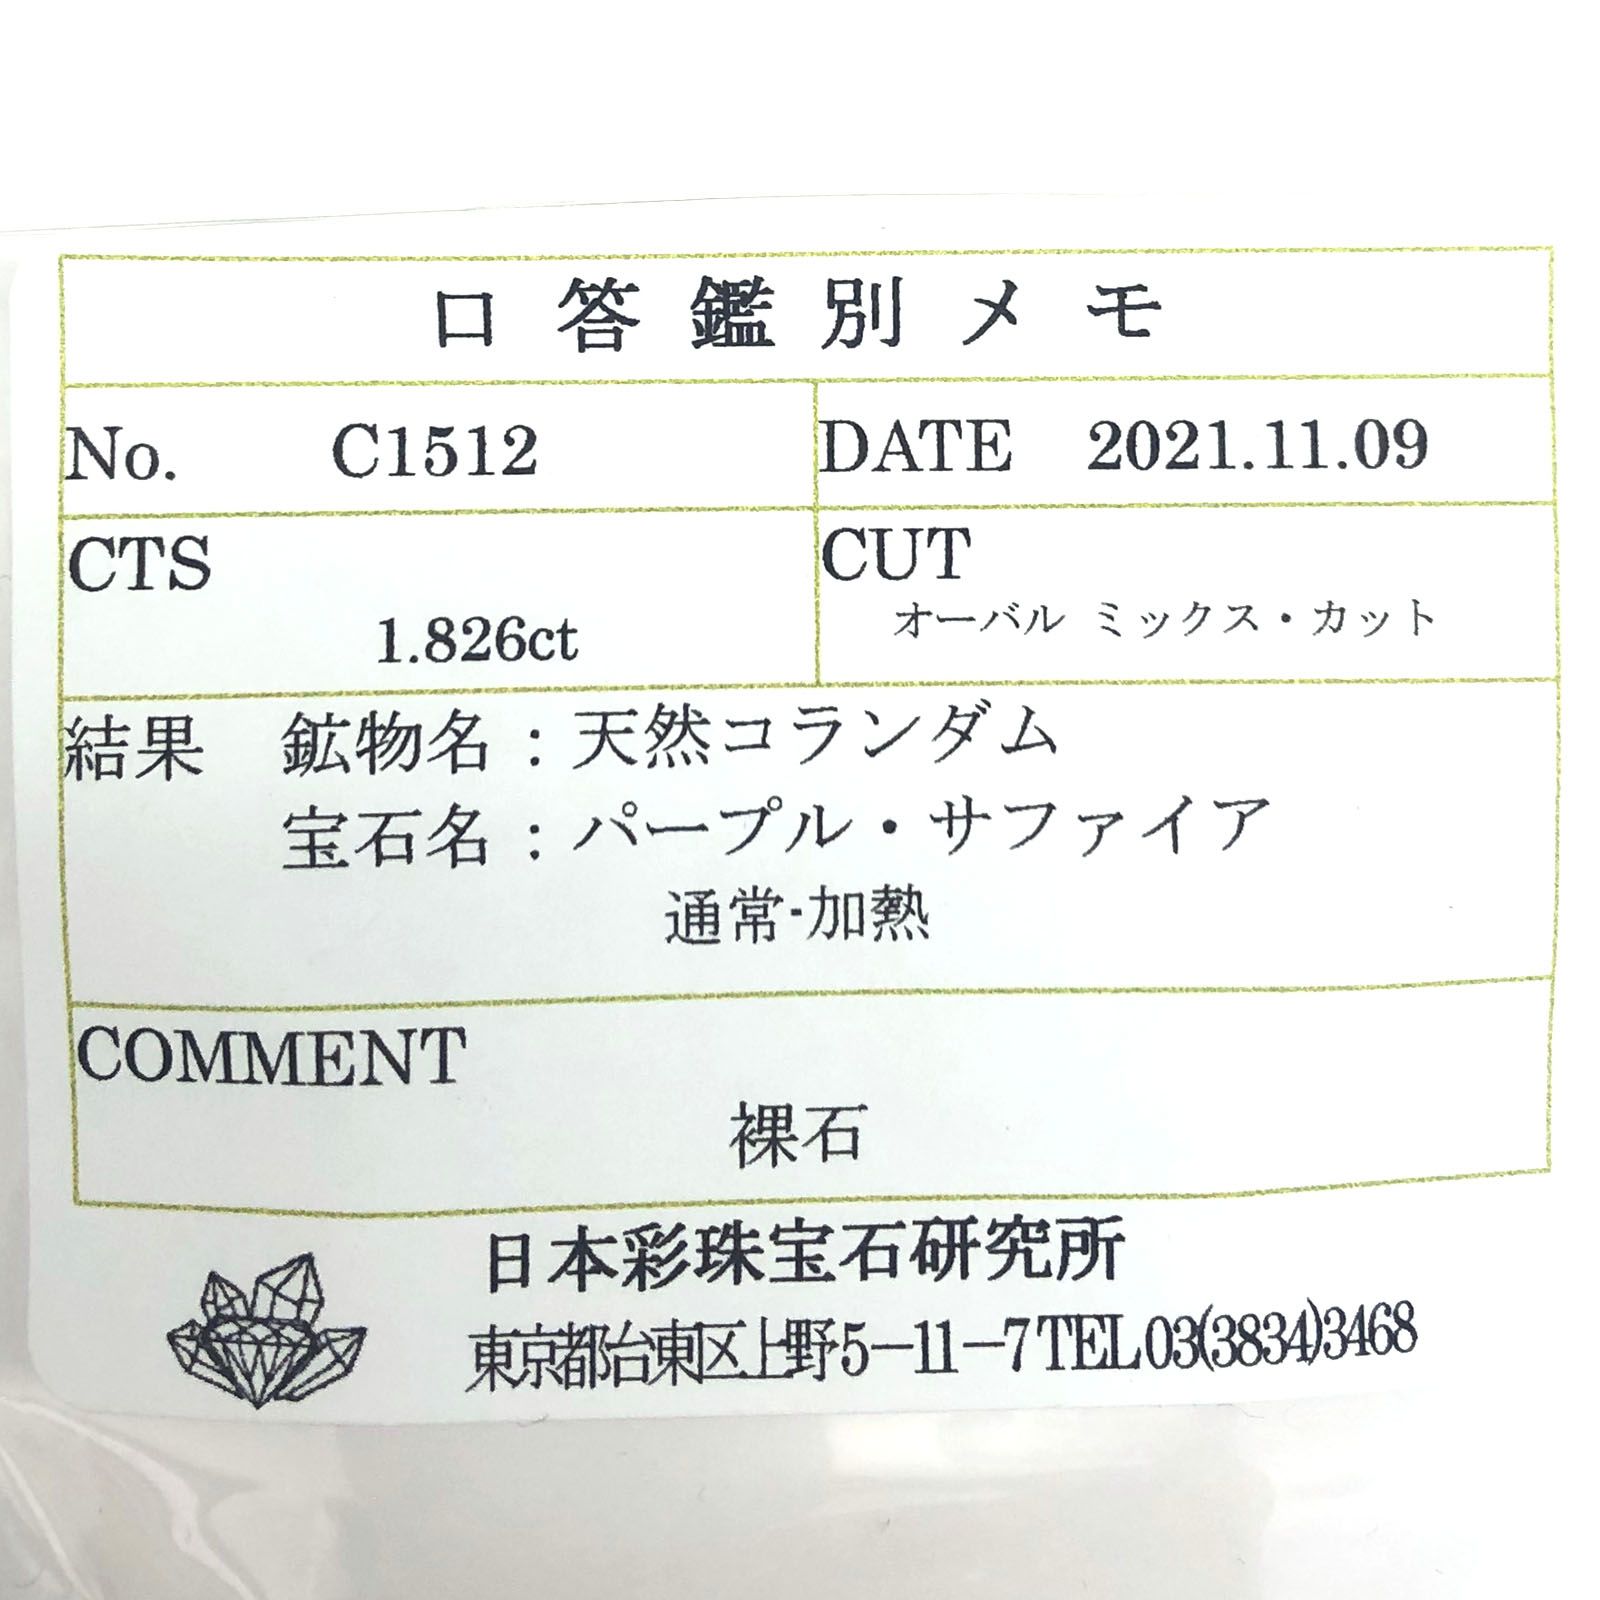 口答鑑別メモ
No. C1512
DATE 2021.11.09
CTS
1.826ct
CUT
オーバル ミックス・カット
結果 鉱物名：天然コランダム
宝石名：パープル・サファイア
通常-加熱
COMMENT
裸石
日本彩珠宝石研究所
東京都台東区上野5-11-7 TEL 03(3834)3468